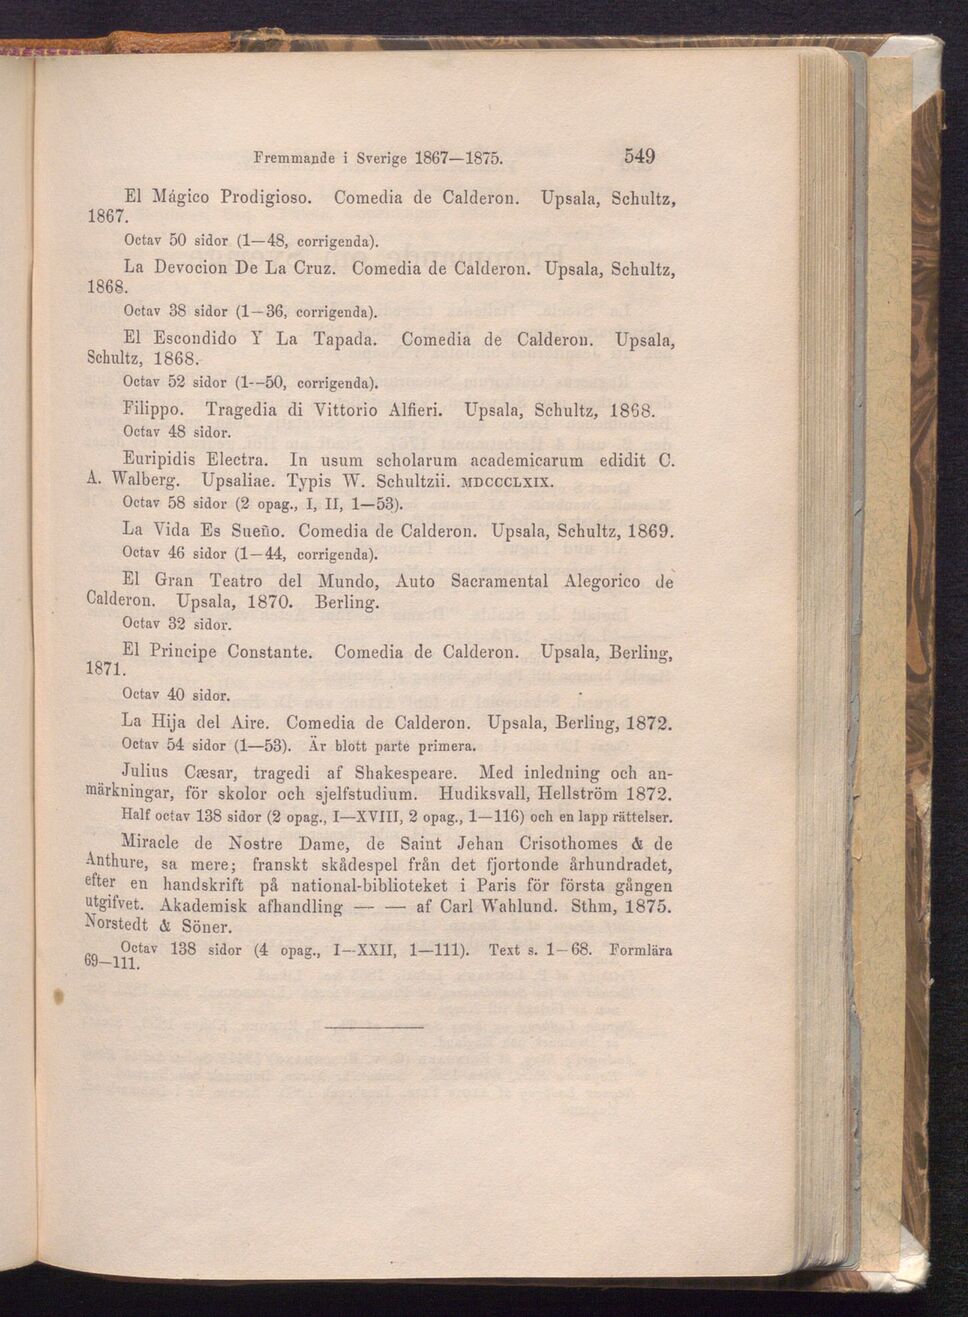 Fremmande i Sverige 1867—1875. 549
El Mágico Prodigioso. Comedia de Calderon. Upsala, Schultz,
1867.
Octav 50 sidor (1—48, corrigenda).
La Devocion De La Cruz. Comedia de Calderon. Upsala, Schultz,
1868.
Octav 38 sidor (1—36, corrigenda).
El Escondido Y La Tapada. Comedia de Calderon. Upsala,
Schultz, 1868.
Octav 52 sidor (1--50, corrigenda).
Filippo. Tragedia di Vittorio Alfieri. Upsala, Schultz, 1868.
Octav 48 sidor.
Euripidis Electra. In usum scholarum academicarum edidit C.
A. Walberg. Upsaliae. Typis W. Schultzii. MDCCCLXIX.
Octav 58 sidor (2 opag., I, II, 1—53).
La Vida Es Sueño. Comedia de Calderon. Upsala, Schultz, 1869.
Octav 46 sidor (1—44, corrigenda).
El Gran Teatro del Mundo, Auto Sacramental Alegorico de
Calderon. Upsala, 1870. Berling.
Octav 32 sidor.
El Principe Constante. Comedia de Calderon. Upsala, Berling,
1871.
Octav 40 sidor.
La Hija del Aire. Comedia de Calderon. Upsala, Berling, 1872.
Octav 54 sidor (1—53). Är blott parte primera.
Julius Cæsar, tragedi af Shakespeare. Med inledning och an-
märkningar, för skolor och sjelfstudium. Hudiksvall, Hellström 1872.
Half octav 138 sidor (2 opag., I—XVIII, 2 opag., 1—116) och en lapp rättelser.
Miracle de Nostre Dame, de Saint Jehan Crisothomes & de
Anthure, sa mere; franskt skådespel från det fjortonde århundradet,
efter en handskrift på national-biblioteket i Paris för första gången
utgifvet. Akademisk afhandling — — af Carl Wahlund. Sthm, 1875.
Norstedt & Söner.
Octav 138 sidor (4 opag., I—XXII, 1—111). Text s. 1—68. Formlära
69—111.